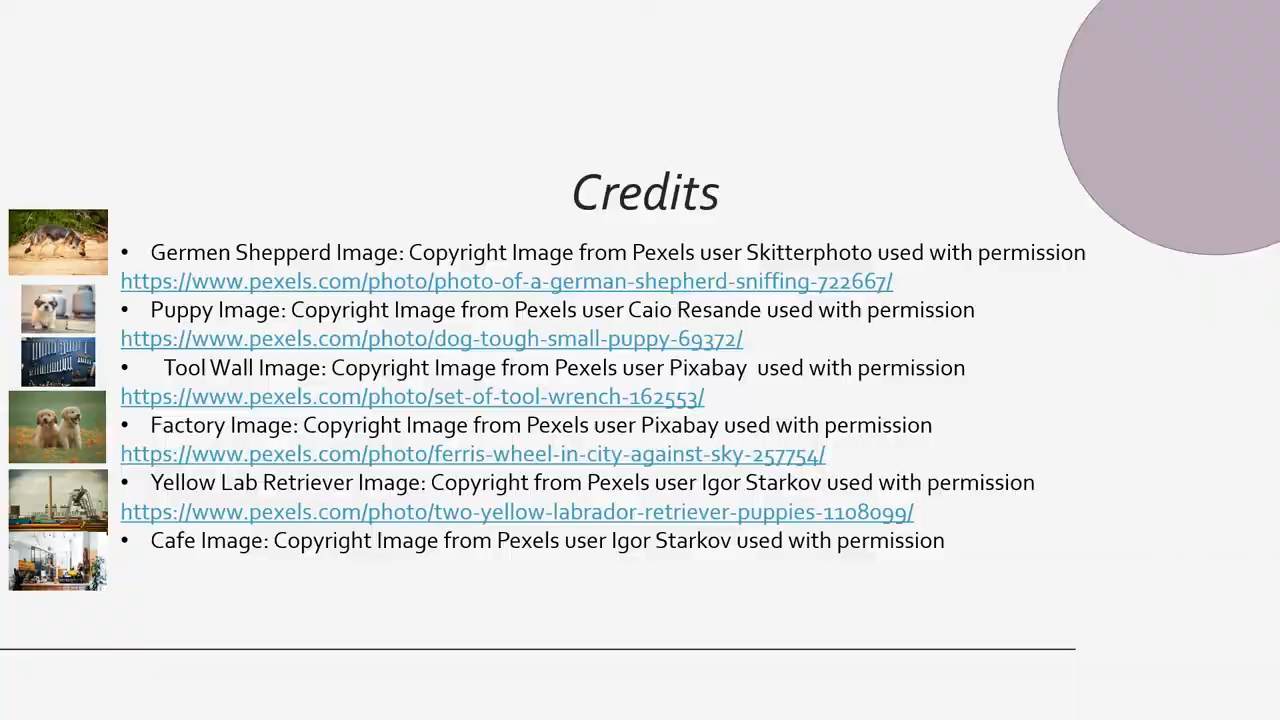 Credits
• Germen Shepperd Image: Copyright Image from Pexels user Skitterphoto used with permission
https://www.pexels.com/photo/photo-of-a-german-shepherd-sniffing-722667/
• Puppy Image: Copyright Image from Pexels user Caio Resande used with permission
https://www.pexels.com/photo/dog-tough-small-puppy-69372/
• Tool Wall Image: Copyright Image from Pexels user Pixabay  used with permission
https://www.pexels.com/photo/set-of-tool-wrench-162553/
• Factory Image: Copyright Image from Pexels user Pixabay used with permission
https://www.pexels.com/photo/ferris-wheel-in-city-against-sky-257754/
• Yellow Lab Retriever Image: Copyright from Pexels user Igor Starkov used with permission
https://www.pexels.com/photo/two-yellow-labrador-retriever-puppies-1108099/
• Cafe Image: Copyright Image from Pexels user Igor Starkov used with permission